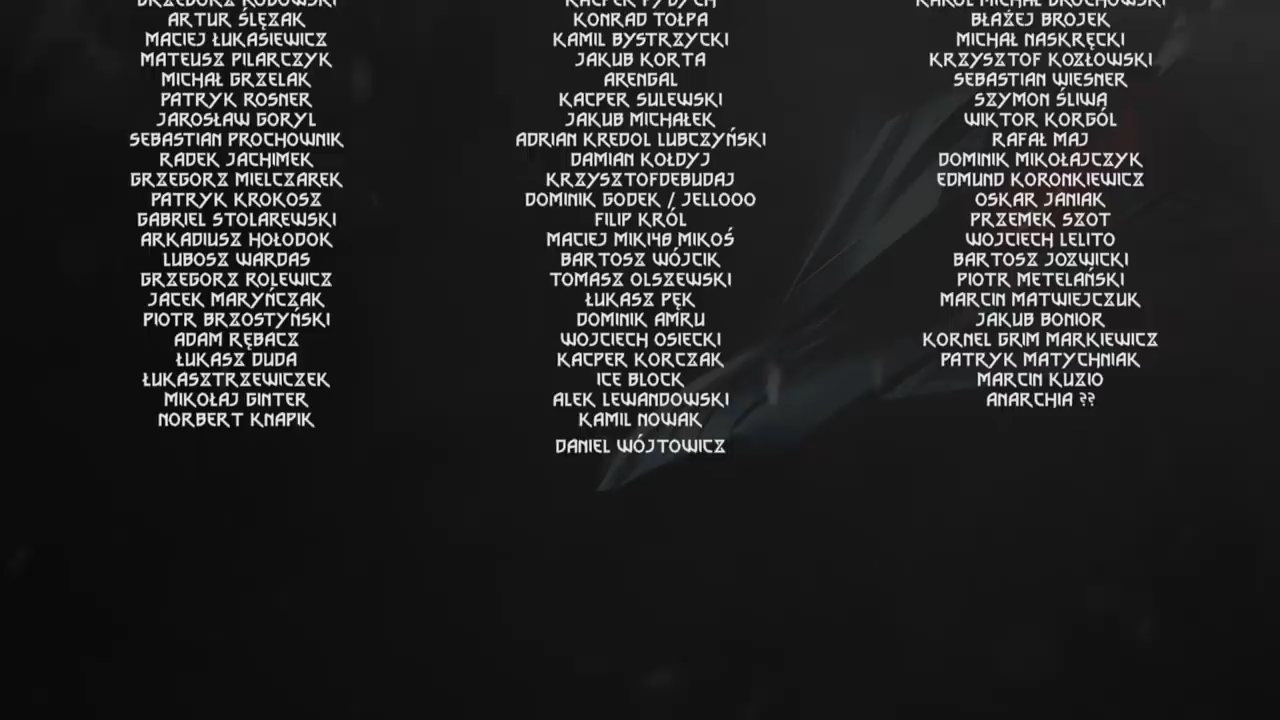 ARTUR ŚLĘZAK
MACIEJ ŁUKASIEWICZ
MATEUSZ PILARCZYK
MICHAŁ GRZELAK
PATRYK ROSNER
JAROSŁAW GORYL
SEBASTIAN PROCHOWNIK
RADEK JACHIMEK
GRZEGORZ MIELCZAREK
PATRYK KROKOSZ
GABRIEL STOLAREWSKI
ARKADIUSZ HOŁODOK
LUBOSZ WARDAS
GRZEGORZ ROLEWICZ
JACEK MARYŃCZAK
PIOTR BRZOSTYŃSKI
ADAM RĘBACZ
ŁUKASZ DUDA
ŁUKASZTRZEWICZEK
MIKOŁAJ GINTER
NORBERT KNAPIK
KONRAD TOŁPA
KAMIL BYSTRZYCKI
JAKUB KORTA
ARENGAL
KACPER SULEWSKI
JAKUB MICHAŁEK
ADRIAN KREDOL LUBCZYŃSKI
DAMIAN KOŁDYJ
KRZYSZTOFDEBUDAJ
DOMINIK GODEK / JELLOOO
FILIP KRÓL
MACIEJ MIKI48 MIKOŚ
BARTOSZ WÓJCIK
TOMASZ OLSZEWSKI
ŁUKASZ PĘK
DOMINIK AMRU
WOJCIECH OSIECKI
KACPER KORCZAK
ICE BLOCK
ALEK LEWANDOWSKI
KAMIL NOWAK
DANIEL WÓJTOWICZ
KAROL MICHAŁ DROCHOWSKI
BŁAŻEJ BROJEK
MICHAŁ NASKRĘCKI
KRZYSZTOF KOZŁOWSKI
SEBASTIAN WIESNER
SZYMON ŚLIWA
WIKTOR KORGÓL
RAFAŁ MAJ
DOMINIK MIKOŁAJCZYK
EDMUND KORONKIEWICZ
OSKAR JANIAK
PRZEMEK SZOT
WOJCIECH LELITO
BARTOSZ JOZWICKI
PIOTR METELAŃSKI
MARCIN MATWIEJCZUK
JAKUB BONIOR
KORNEL GRIM MARKIEWICZ
PATRYK MATYCHNIAK
MARCIN KUZIO
ANARCHIA ??